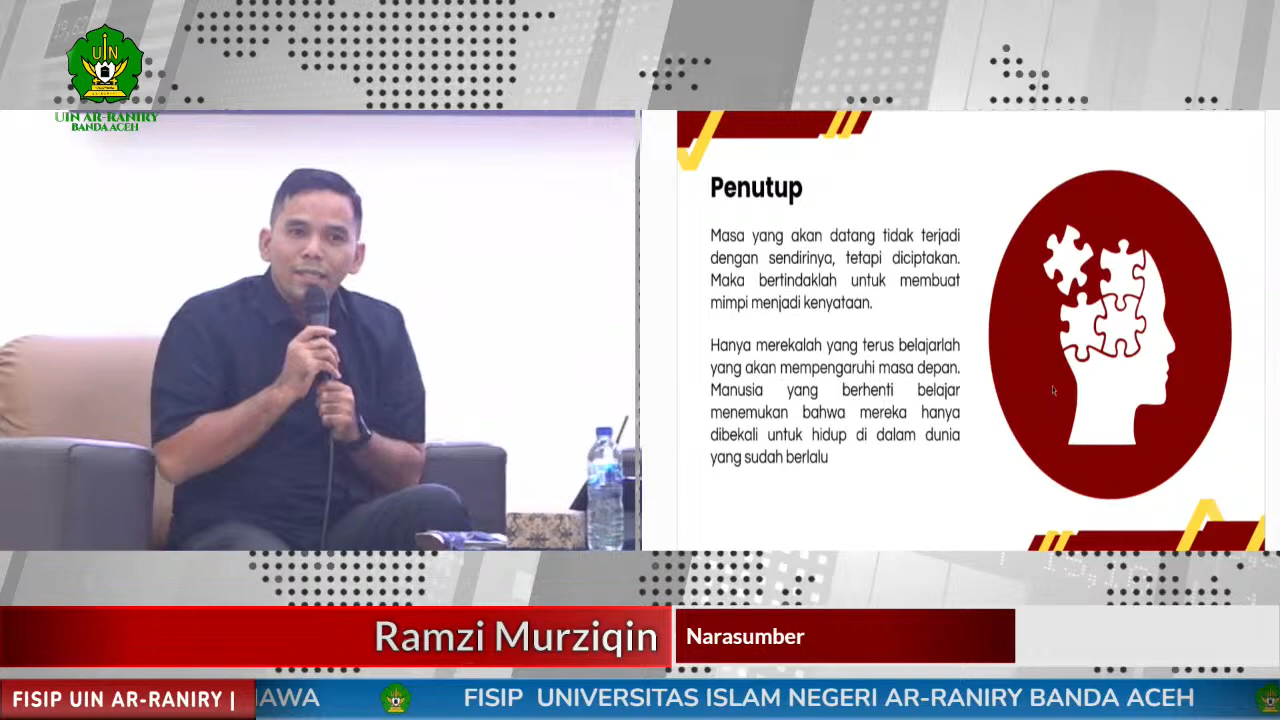 UIN
UIN AR-RANIRY
BANDA ACEH
Penutup
Masa yang akan datang tidak terjadi
dengan sendirinya, tetapi diciptakan.
Maka bertindaklah untuk membuat
mimpi menjadi kenyataan.
Hanya merekalah yang terus belajarlah
yang akan mempengaruhi masa depan.
Manusia yang berhenti belajar
menemukan bahwa mereka hanya
dibekali untuk hidup di dalam dunia
yang sudah berlalu
Ramzi Murziqin
Narasumber
FISIP UIN AR-RANIRY |
FISIP UNIVERSITAS ISLAM NEGERI AR-RANIRY BANDA ACEH